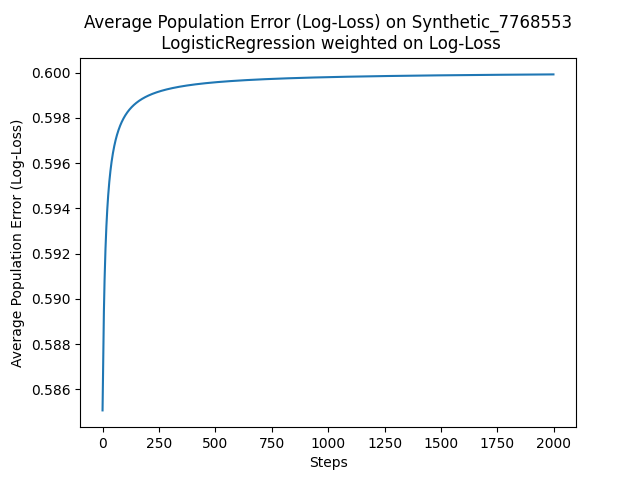 Average Population Error (Log-Loss) on Synthetic_7768553
LogisticRegression weighted on Log-Loss
Average Population Error (Log-Loss)
0.600
0.598
0.596
0.594
0.592
0.590
0.588
0.586
0 250 500 750 1000 1250 1500 1750 2000
Steps